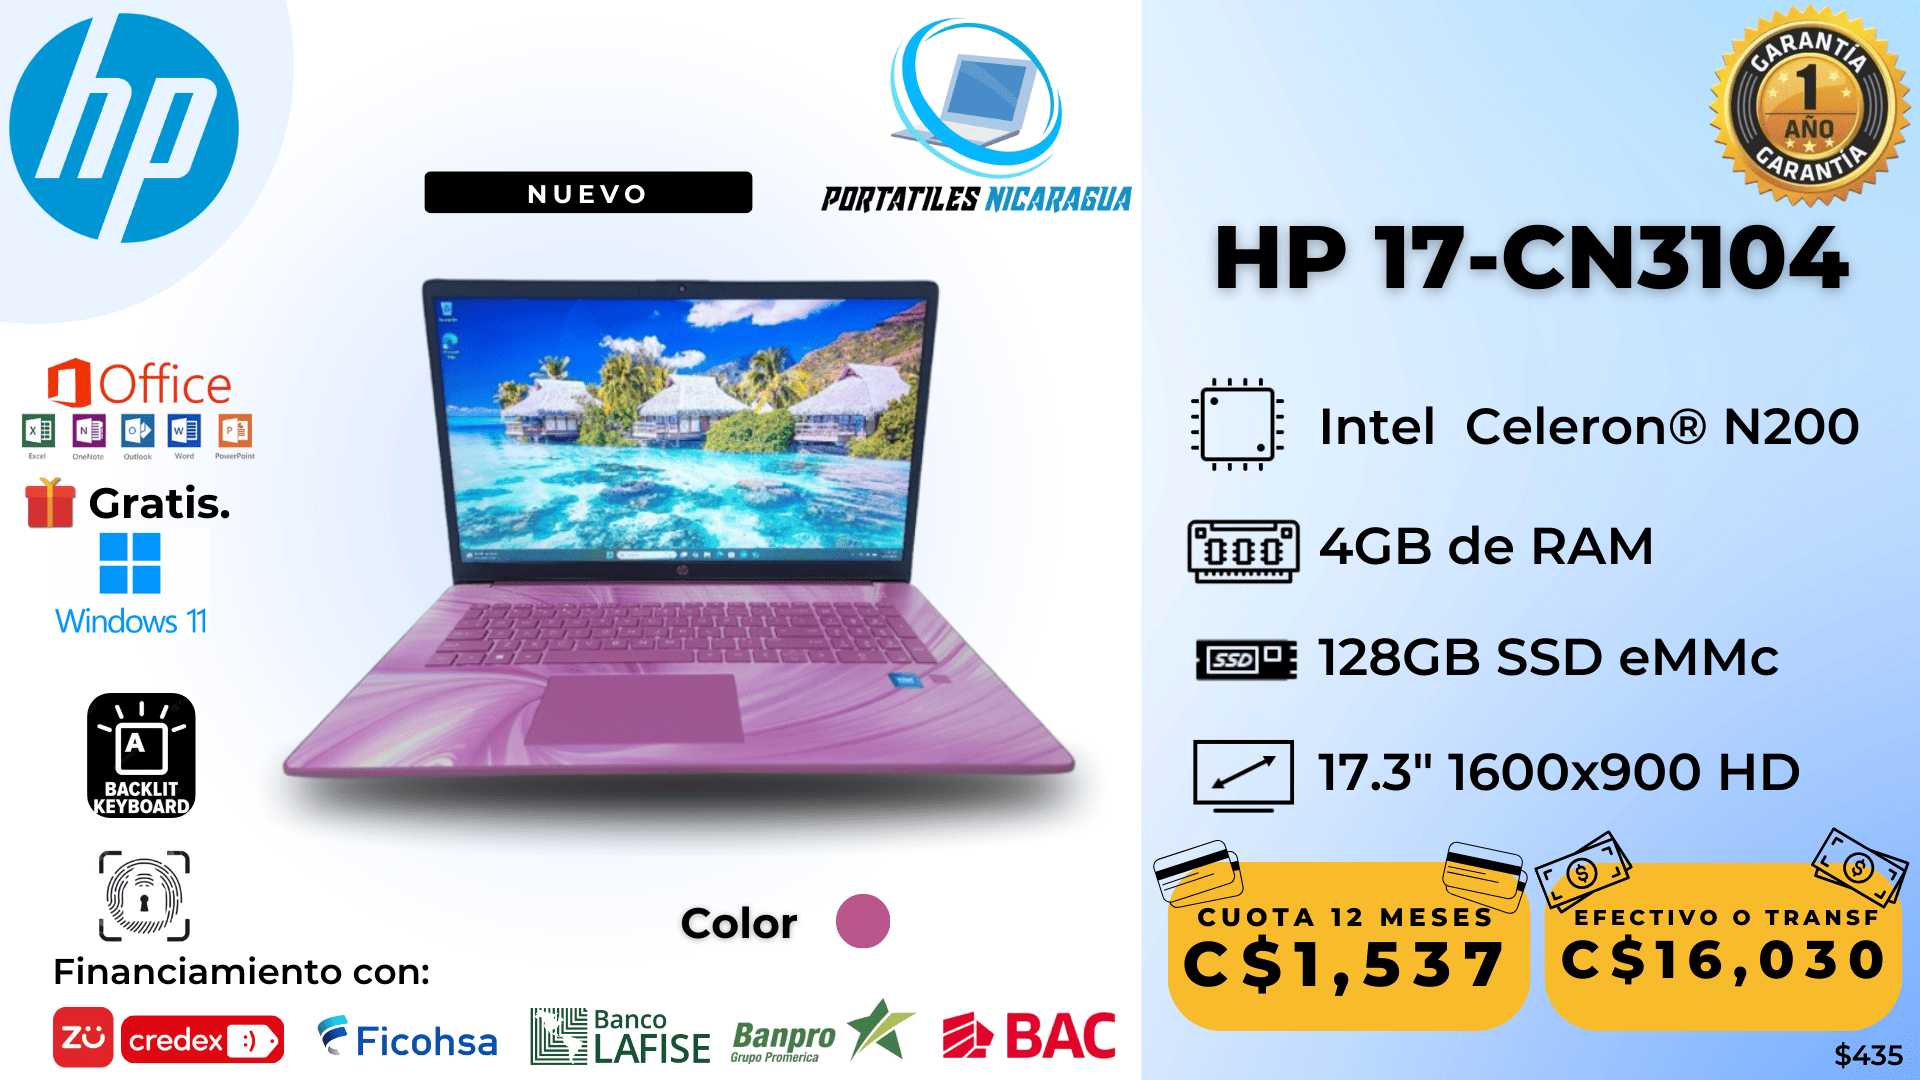 hp
NUEVO
PORTATILES NICARAGUA
GARANTÍA
1
AÑO
GARANTÍA
HP 17-CN3104
Office
Excel
OneNote
Outlook
Word
PowerPoint
Gratis.
Windows 11
A
BACKLIT
KEYBOARD
Intel Celeron® N200
4GB de RAM
SSD
128GB SSD eMMc
17.3" 1600x900 HD
Color
CUOTA 12 MESES
C$1,537
EFECTIVO O TRANSF
C$16,030
Financiamiento con:
ZU
credex :)
Ficohsa
Banco
LAFISE
Banpro
Grupo Promerica
BAC
$435